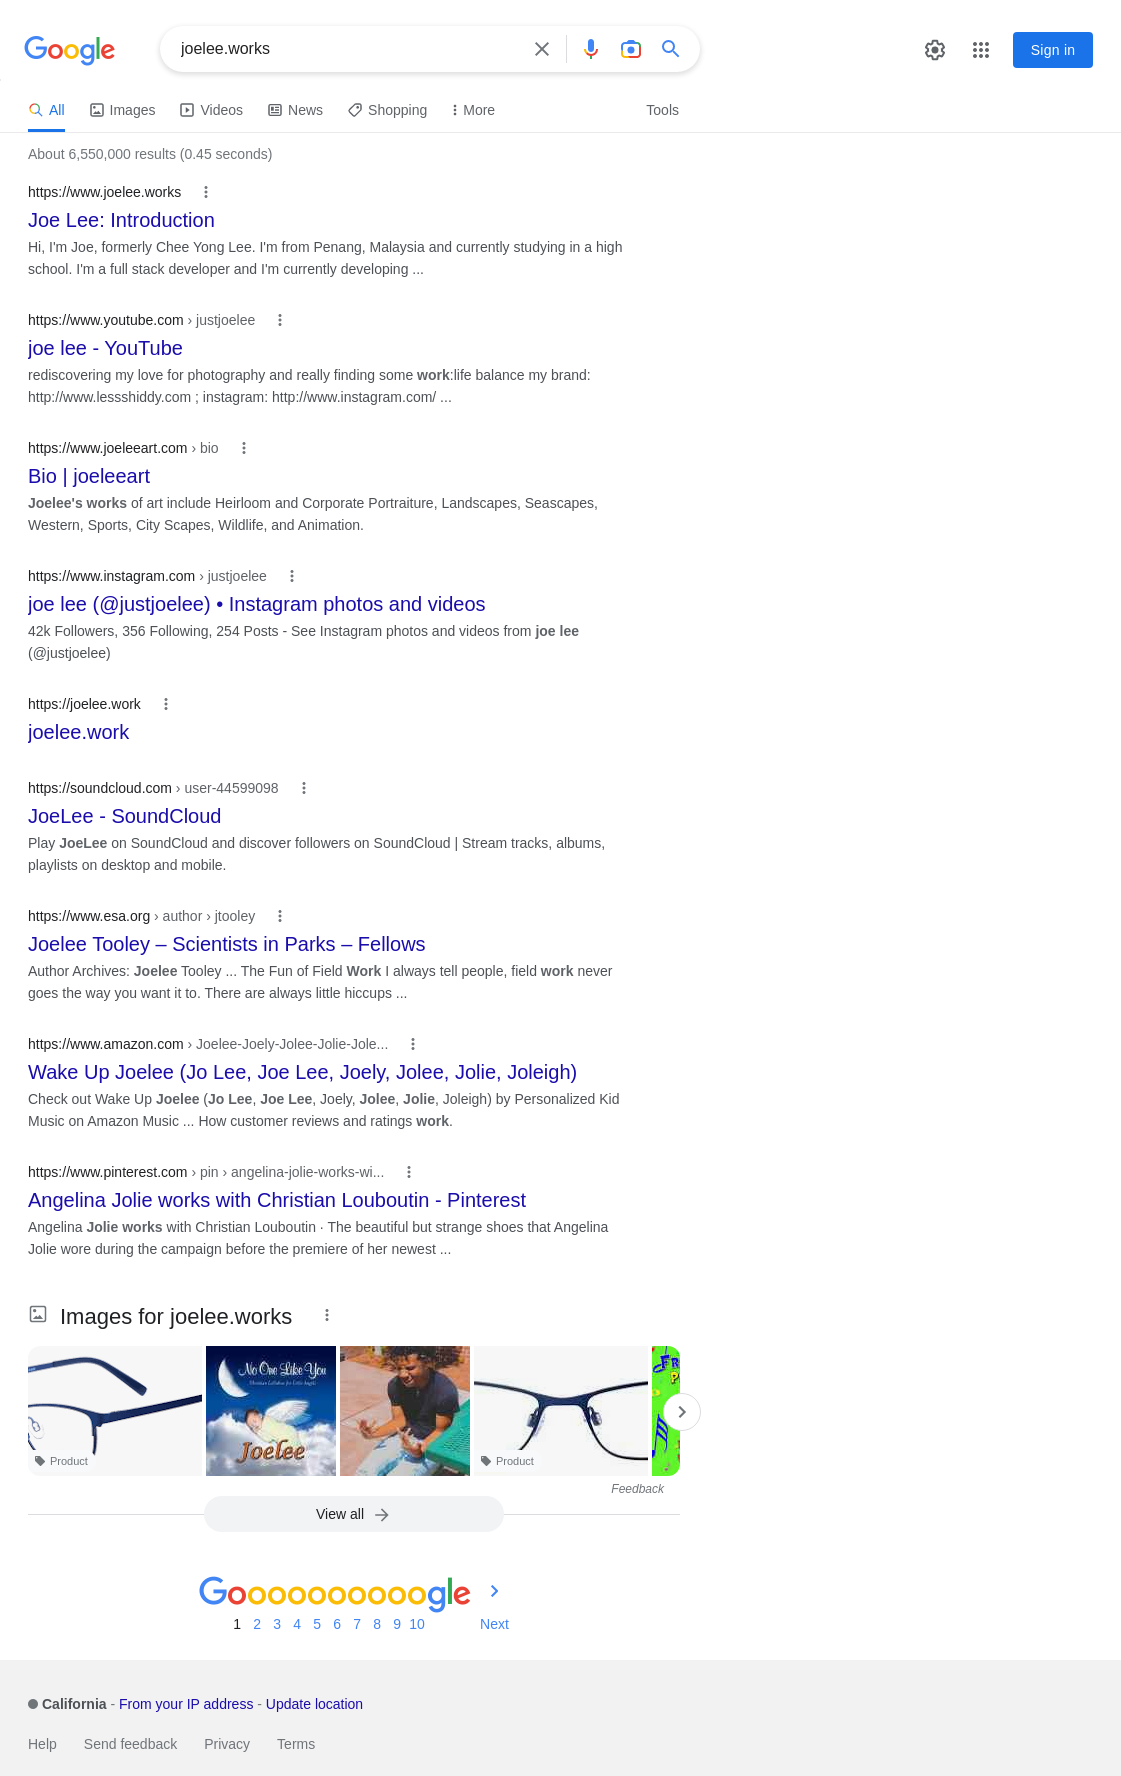 Google
joelee.works
Sign in
All
Images
Videos
News
Shopping
More
Tools
About 6,550,000 results (0.45 seconds)
https://www.joelee.works
Joe Lee: Introduction
Hi, I'm Joe, formerly Chee Yong Lee. I'm from Penang, Malaysia and currently studying in a high
school. I'm a full stack developer and I'm currently developing ...
https://www.youtube.com › justjoelee
joe lee - YouTube
rediscovering my love for photography and really finding some work:life balance my brand:
http://www.lessshiddy.com ; instagram: http://www.instagram.com/ ...
https://www.joeleeart.com › bio
Bio | joeleeart
Joelee's works of art include Heirloom and Corporate Portraiture, Landscapes, Seascapes,
Western, Sports, City Scapes, Wildlife, and Animation.
https://www.instagram.com › justjoelee
joe lee (@justjoelee) • Instagram photos and videos
42k Followers, 356 Following, 254 Posts - See Instagram photos and videos from joe lee
(@justjoelee)
https://joelee.work
joelee.work
https://soundcloud.com › user-44599098
JoeLee - SoundCloud
Play JoeLee on SoundCloud and discover followers on SoundCloud | Stream tracks, albums,
playlists on desktop and mobile.
https://www.esa.org › author › jtooley
Joelee Tooley – Scientists in Parks – Fellows
Author Archives: Joelee Tooley ... The Fun of Field Work I always tell people, field work never
goes the way you want it to. There are always little hiccups ...
https://www.amazon.com › Joelee-Joely-Jolee-Jolie-Jole...
Wake Up Joelee (Jo Lee, Joe Lee, Joely, Jolee, Jolie, Joleigh)
Check out Wake Up Joelee (Jo Lee, Joe Lee, Joely, Jolee, Jolie, Joleigh) by Personalized Kid
Music on Amazon Music ... How customer reviews and ratings work.
https://www.pinterest.com › pin › angelina-jolie-works-wi...
Angelina Jolie works with Christian Louboutin - Pinterest
Angelina Jolie works with Christian Louboutin · The beautiful but strange shoes that Angelina
Jolie wore during the campaign before the premiere of her newest ...
Images for joelee.works
No One Like You
Joelee
Product
Product
Feedback
View all
Goooooooooogle
1 2 3 4 5 6 7 8 9 10 Next
California - From your IP address - Update location
Help Send feedback Privacy Terms